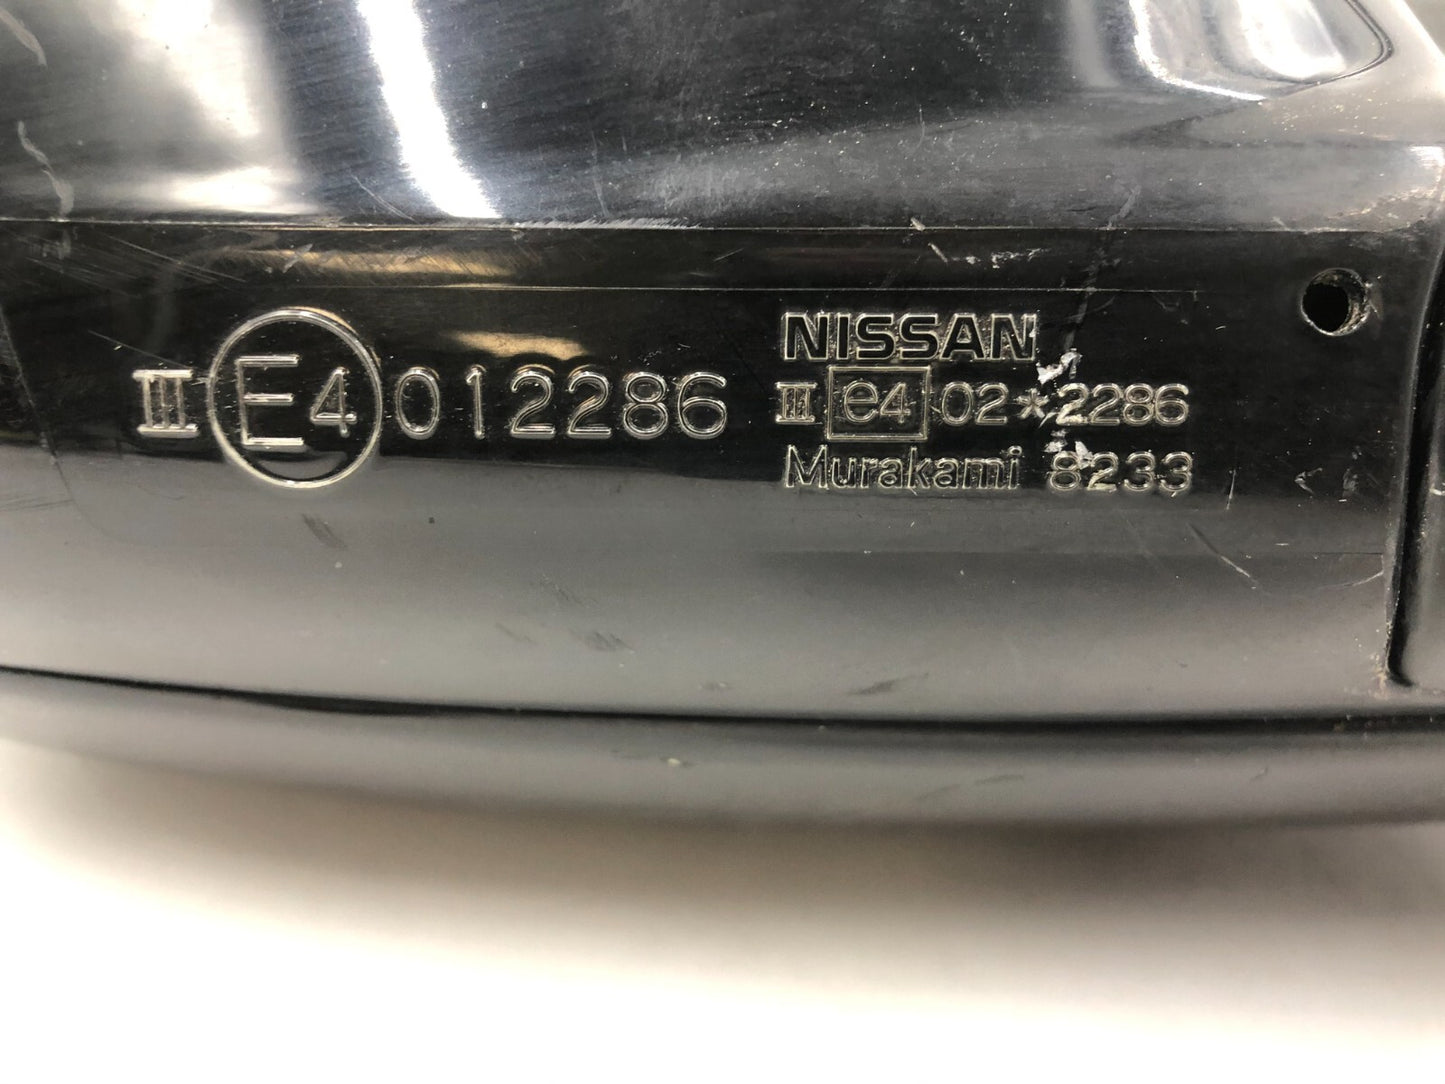 III E4 012286
NISSAN
III e4 02*2286
Murakami 8233